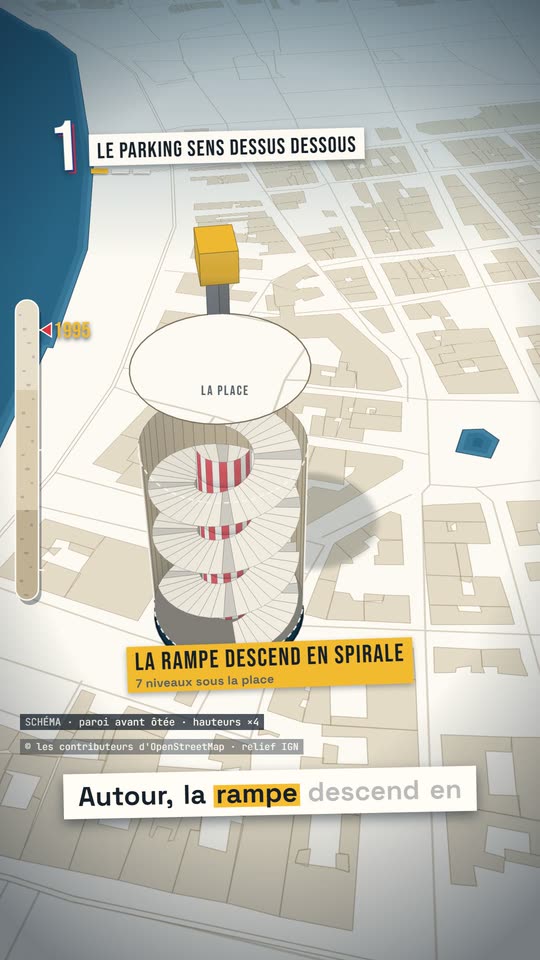 1
LE PARKING SENS DESSUS DESSOUS
1995
LA PLACE
LA RAMPE DESCEND EN SPIRALE
7 niveaux sous la place
SCHÉMA · paroi avant ôtée · hauteurs ×4
© les contributeurs d'OpenStreetMap · relief IGN
Autour, la rampe descend en